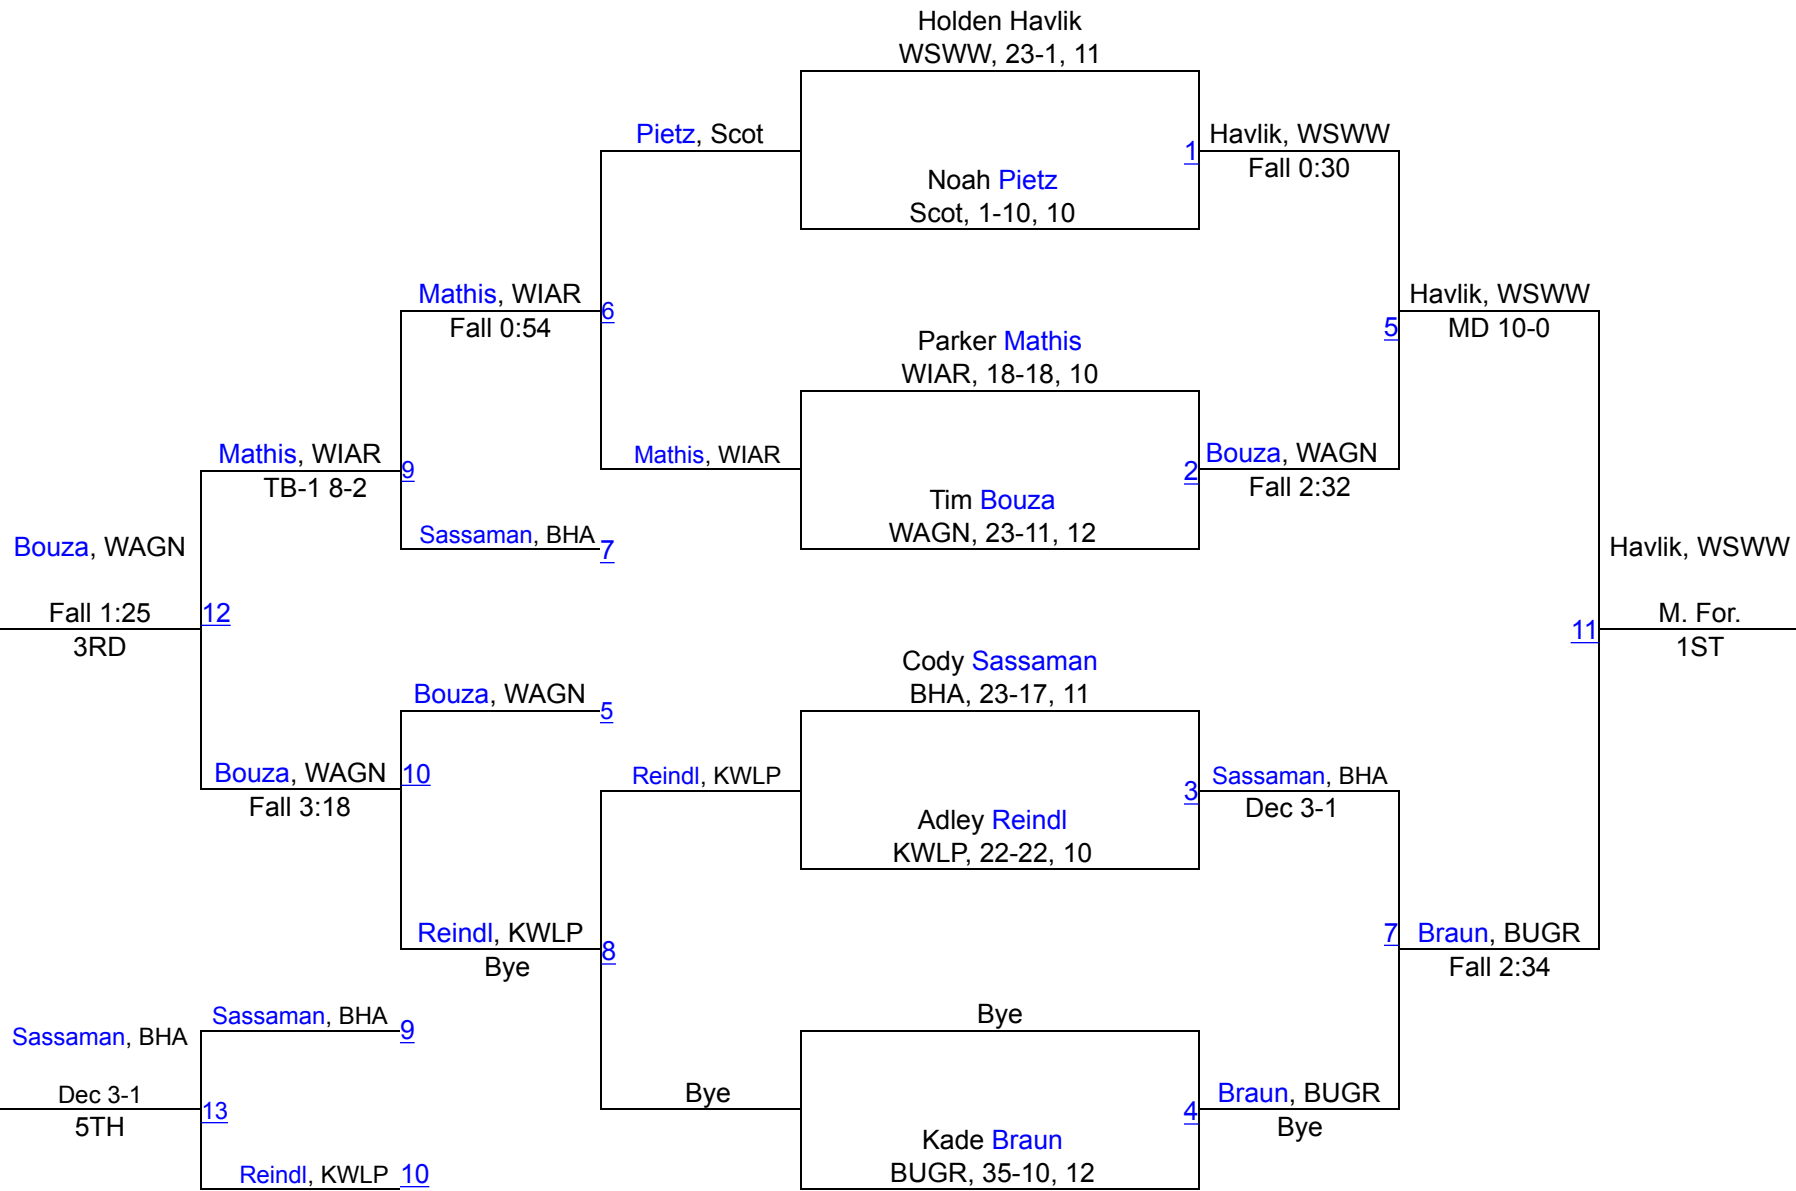 Holden Havlik
WSWW, 23-1, 11
Pietz, Scot
1
Havlik, WSWW
Fall 0:30
Noah Pietz
Scot, 1-10, 10
Mathis, WIAR
Fall 0:54
6
Havlik, WSWW
5
MD 10-0
Parker Mathis
WIAR, 18-18, 10
Mathis, WIAR
TB-1 8-2
9
Mathis, WIAR
2
Bouza, WAGN
Fall 2:32
Tim Bouza
WAGN, 23-11, 12
Sassaman, BHA
7
Bouza, WAGN
Fall 1:25
3RD
12
Havlik, WSWW
11
M. For.
1ST
Cody Sassaman
BHA, 23-17, 11
Bouza, WAGN
5
Bouza, WAGN
Fall 3:18
10
Reindl, KWLP
3
Sassaman, BHA
Dec 3-1
Adley Reindl
KWLP, 22-22, 10
Reindl, KWLP
Bye
8
7
Braun, BUGR
Fall 2:34
Bye
Sassaman, BHA
9
Sassaman, BHA
Dec 3-1
5TH
13
Bye
4
Braun, BUGR
Bye
Kade Braun
BUGR, 35-10, 12
Reindl, KWLP
10